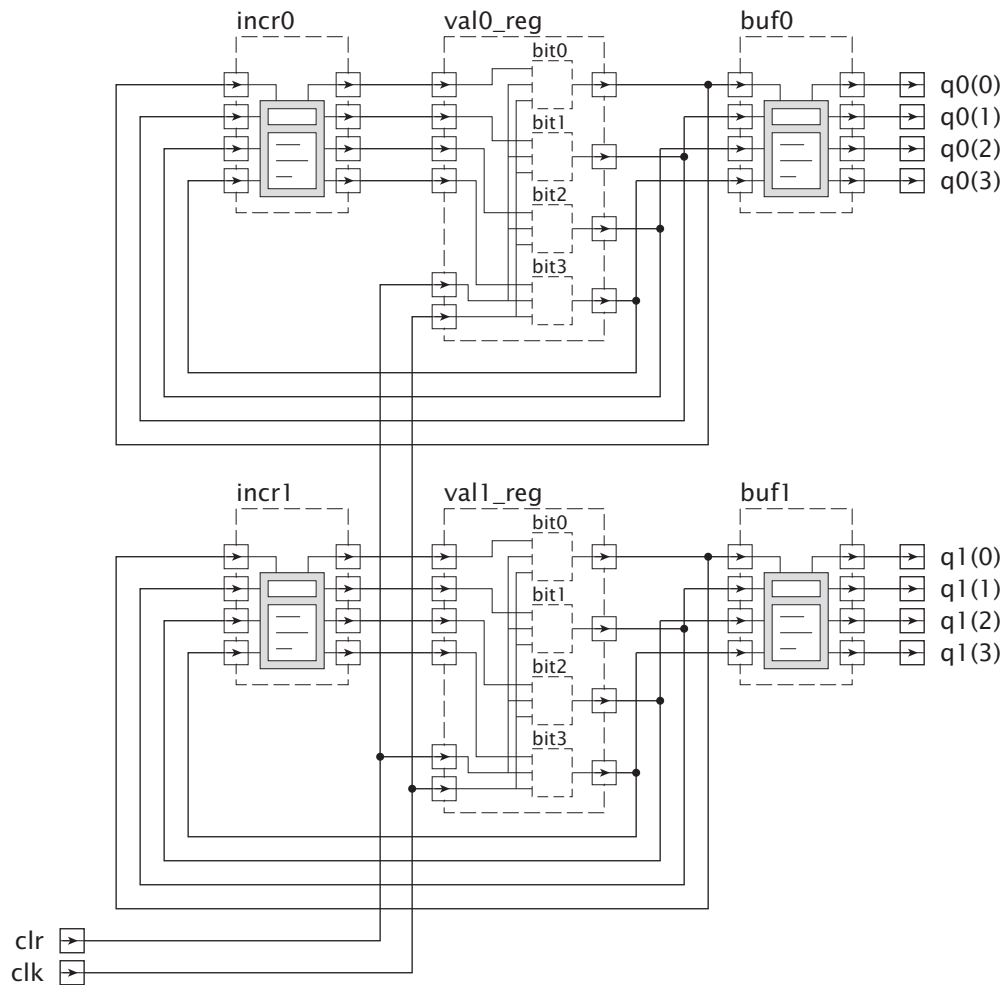 incr0 val0_reg buf0
bit0
q0(0)
q0(1)
bit1
q0(2)
q0(3)
bit2
bit3
incr1 val1_reg buf1
bit0
q1(0)
q1(1)
bit1
q1(2)
q1(3)
bit2
bit3
clr
clk